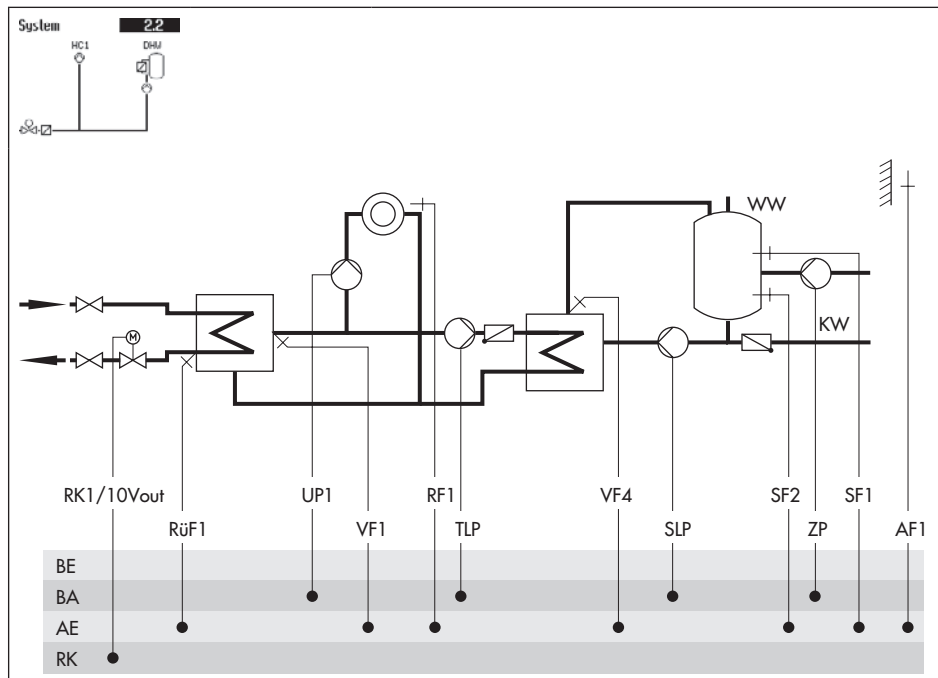 System 2.2
HC1 DHW
WW
M
KW
RK1/10Vout UP1 RF1 VF4 SF2 SF1
RüF1 VF1 TLP SLP ZP AF1
BE
BA
AE
RK